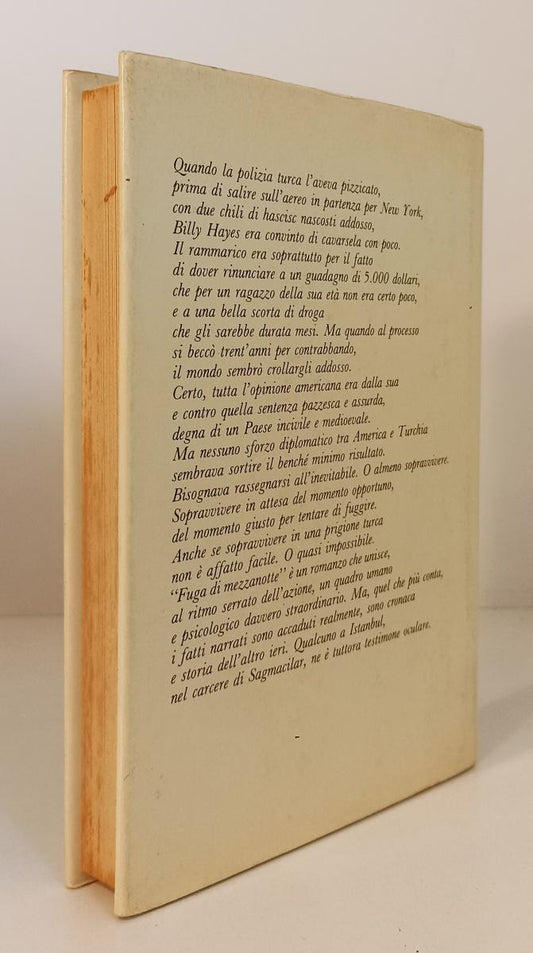 Quando la polizia turca l'aveva pizzicato,
prima di salire sull'aereo in partenza per New York,
con due chili di hascisc nascosti addosso,
Billy Hayes era convinto di cavarsela con poco.
Il rammarico era soprattutto per il fatto
di dover rinunciare a un guadagno di 5.000 dollari,
che per un ragazzo della sua età non era certo poco,
e a una bella scorta di droga
che gli sarebbe durata mesi. Ma quando al processo
si beccò trent'anni per contrabbando,
il mondo sembrò crollargli addosso.
Certo, tutta l'opinione americana era dalla sua
e contro quella sentenza pazzesca e assurda,
degna di un Paese incivile e medioevale.
Ma nessuno sforzo diplomatico tra America e Turchia
sembrava sortire il benché minimo risultato.
Bisognava rassegnarsi all'inevitabile. O almeno sopravvivere.
Sopravvivere in attesa del momento opportuno,
del momento giusto per tentare di fuggire.
Anche se sopravvivere in una prigione turca
non è affatto facile. O quasi impossibile.
"Fuga di mezzanotte" è un romanzo che unisce,
al ritmo serrato dell'azione, un quadro umano
e psicologico davvero straordinario. Ma, quel che più conta,
i fatti narrati sono accaduti realmente, sono cronaca
e storia dell'altro ieri. Qualcuno a Istanbul,
nel carcere di Sagmacilar, ne è tuttora testimone oculare.